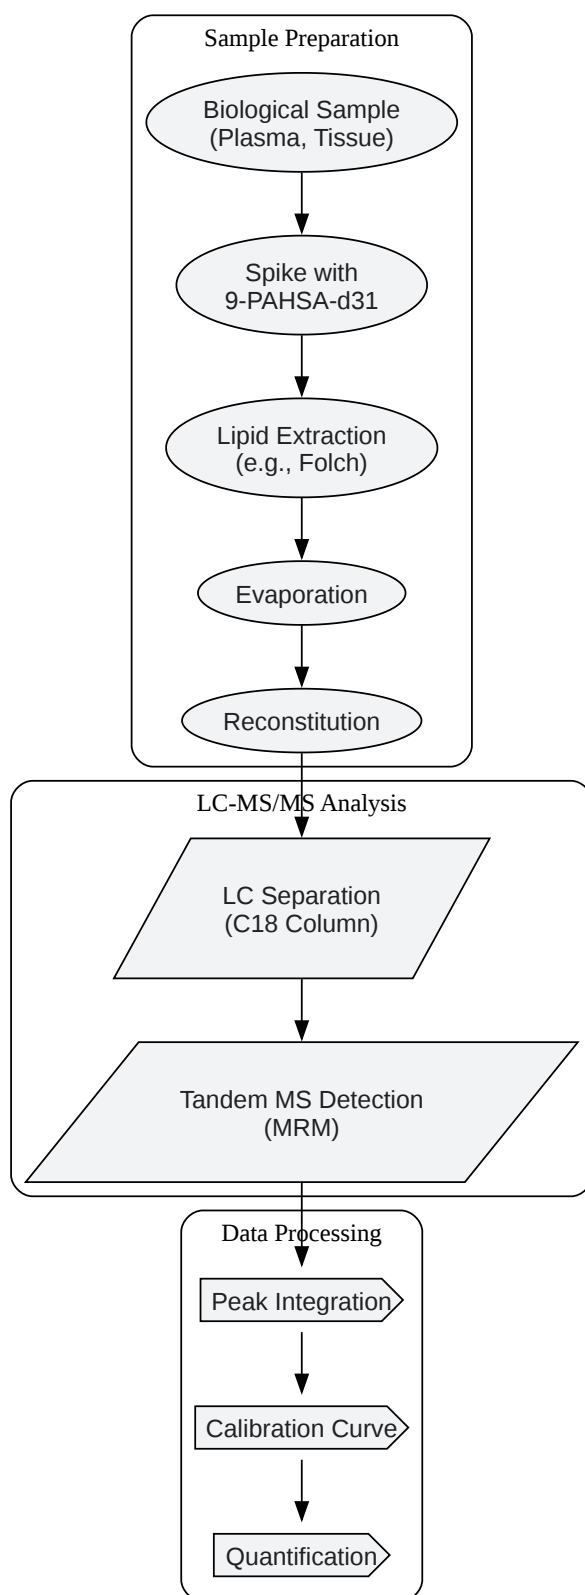 Sample Preparation
Biological Sample
(Plasma, Tissue)
Spike with
9-PAHSA-d31
Lipid Extraction
(e.g., Folch)
Evaporation
Reconstitution
LC-MS/MS Analysis
LC Separation
(C18 Column)
Tandem MS Detection
(MRM)
Data Processing
Peak Integration
Calibration Curve
Quantification